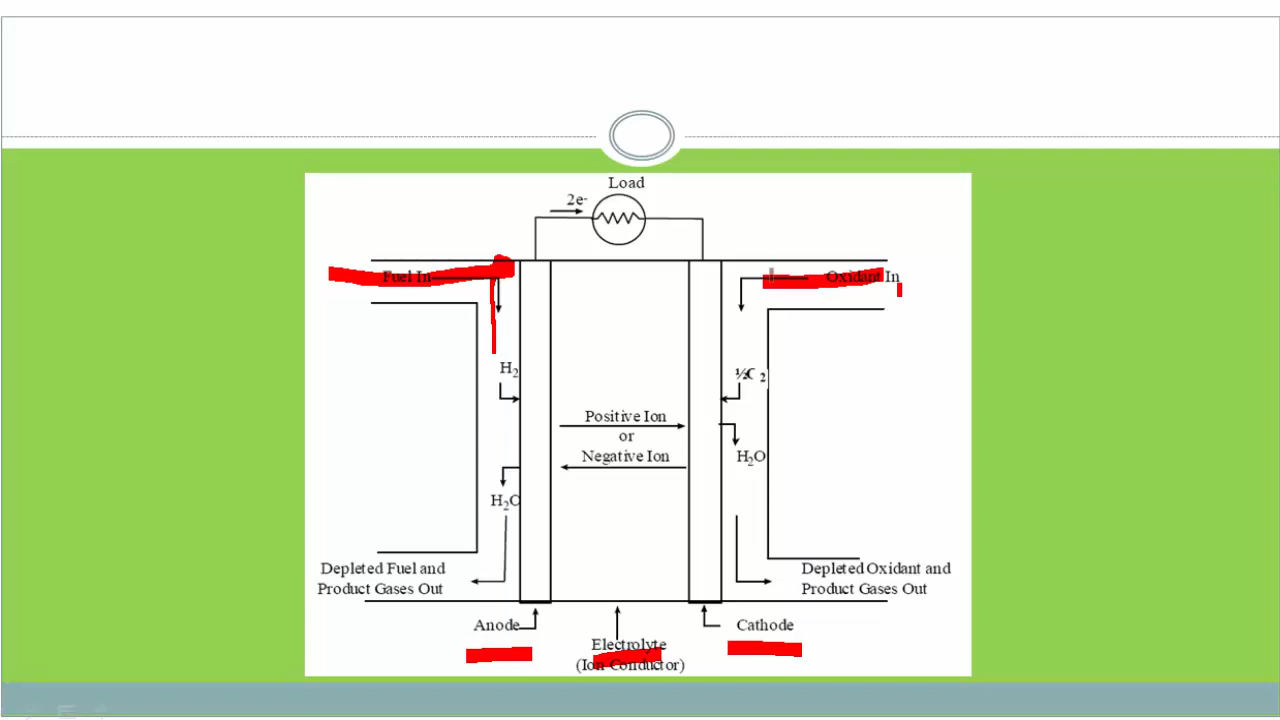 Load
2e-
Fuel In
Oxidant In
H2
½O2
Positive Ion
or
Negative Ion
H2O
H2O
Depleted Fuel and
Product Gases Out
Depleted Oxidant and
Product Gases Out
Anode
Cathode
Electrolyte
(Ion Conductor)